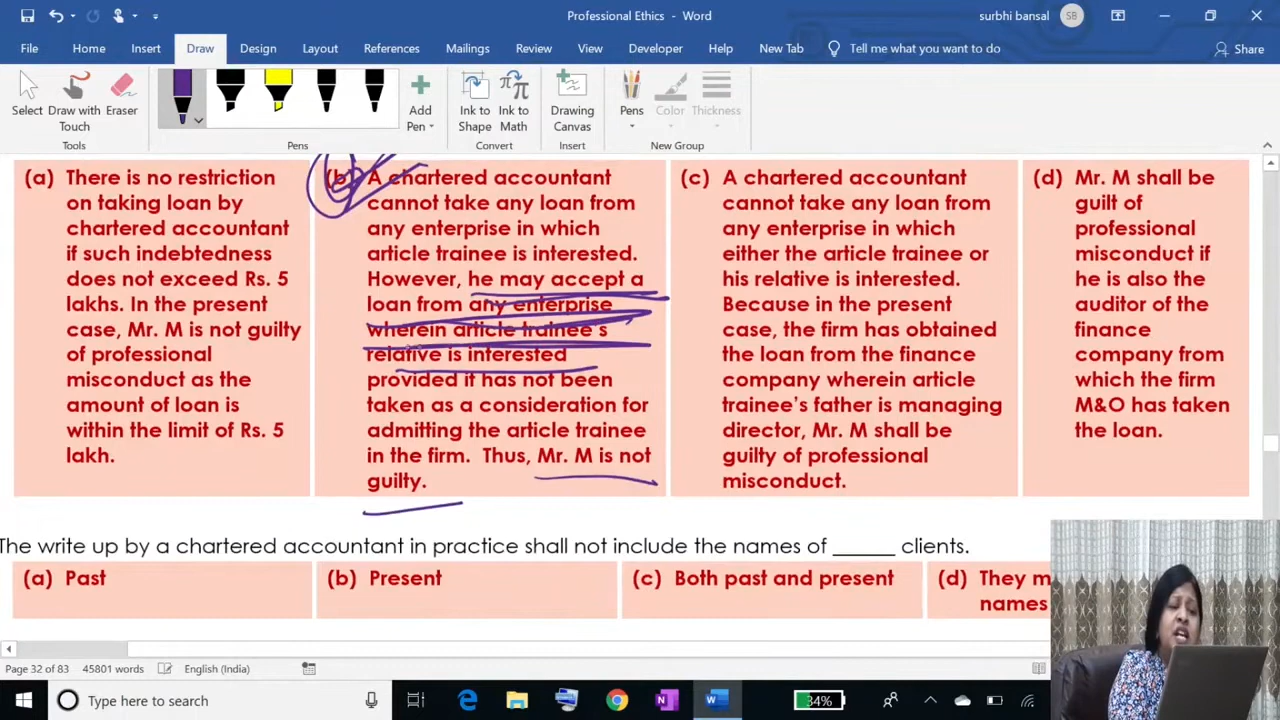 Professional Ethics - Word
surbhi bansal
SB
File Home Insert Draw Design Layout References Mailings Review View Developer Help New Tab Tell me what you want to do Share
Select
Draw with Touch
Eraser
Add Pen
Ink to Shape
Ink to Math
Drawing Canvas
Pens
Color
Thickness
Tools
Pens
Convert
Insert
New Group
(a) There is no restriction
on taking loan by
chartered accountant
if such indebtedness
does not exceed Rs. 5
lakhs. In the present
case, Mr. M is not guilty
of professional
misconduct as the
amount of loan is
within the limit of Rs. 5
lakh.
(b) A chartered accountant
cannot take any loan from
any enterprise in which
article trainee is interested.
However, he may accept a
loan from any enterprise
wherein article trainee's
relative is interested
provided it has not been
taken as a consideration for
admitting the article trainee
in the firm. Thus, Mr. M is not
guilty.
(c) A chartered accountant
cannot take any loan from
any enterprise in which
either the article trainee or
his relative is interested.
Because in the present
case, the firm has obtained
the loan from the finance
company wherein article
trainee's father is managing
director, Mr. M shall be
guilty of professional
misconduct.
(d) Mr. M shall be
guilt of
professional
misconduct if
he is also the
auditor of the
finance
company from
which the firm
M&O has taken
the loan.
The write up by a chartered accountant in practice shall not include the names of ______ clients.
(a) Past
(b) Present
(c) Both past and present
(d) They m
names
Page 32 of 83 45801 words English (India)
Type here to search
34%